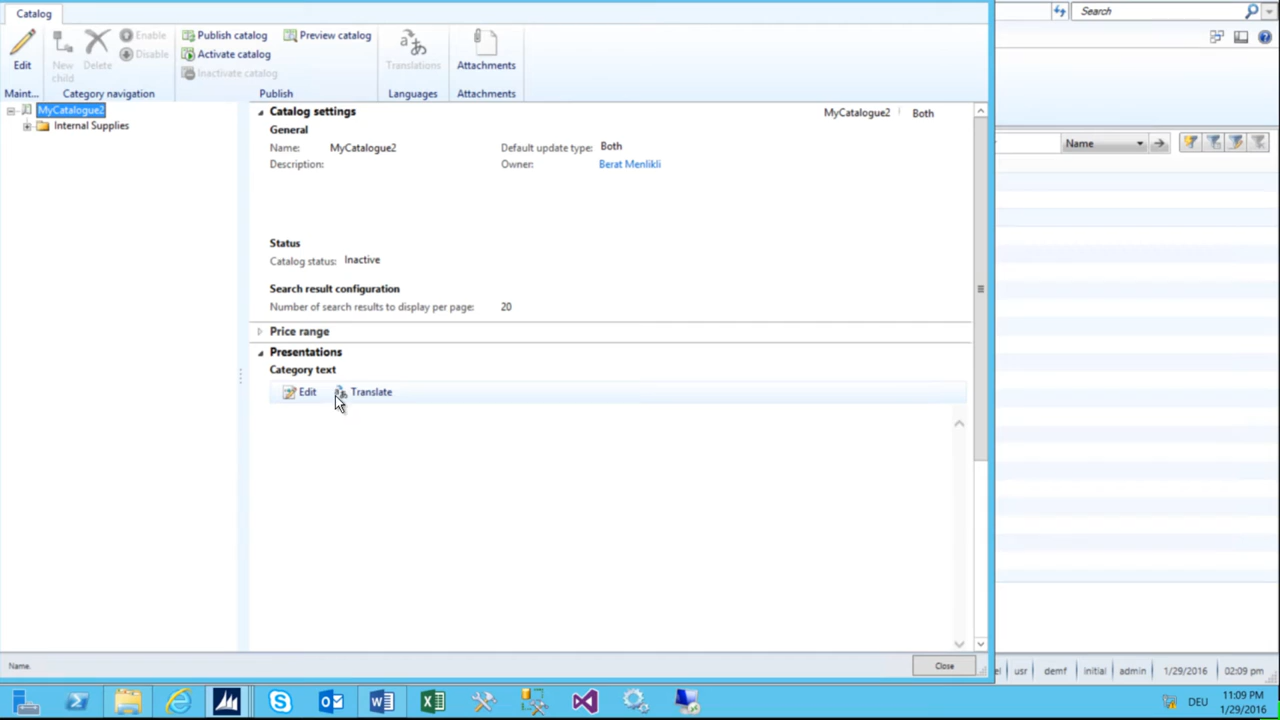 Catalog
Search
Edit
New child
Delete
Enable
Disable
Publish catalog
Activate catalog
Inactivate catalog
Preview catalog
Translations
Attachments
Maint...
Category navigation
Publish
Languages
Attachments
MyCatalogue2
Internal Supplies
Catalog settings
MyCatalogue2
Both
General
Name: MyCatalogue2
Default update type: Both
Description:
Owner: Berat Menlikli
Name
Status
Catalog status: Inactive
Search result configuration
Number of search results to display per page: 20
Price range
Presentations
Category text
Edit
Translate
Name.
Close
usr
demf
initial
admin
1/29/2016
02:09 pm
DEU
11:09 PM
1/29/2016